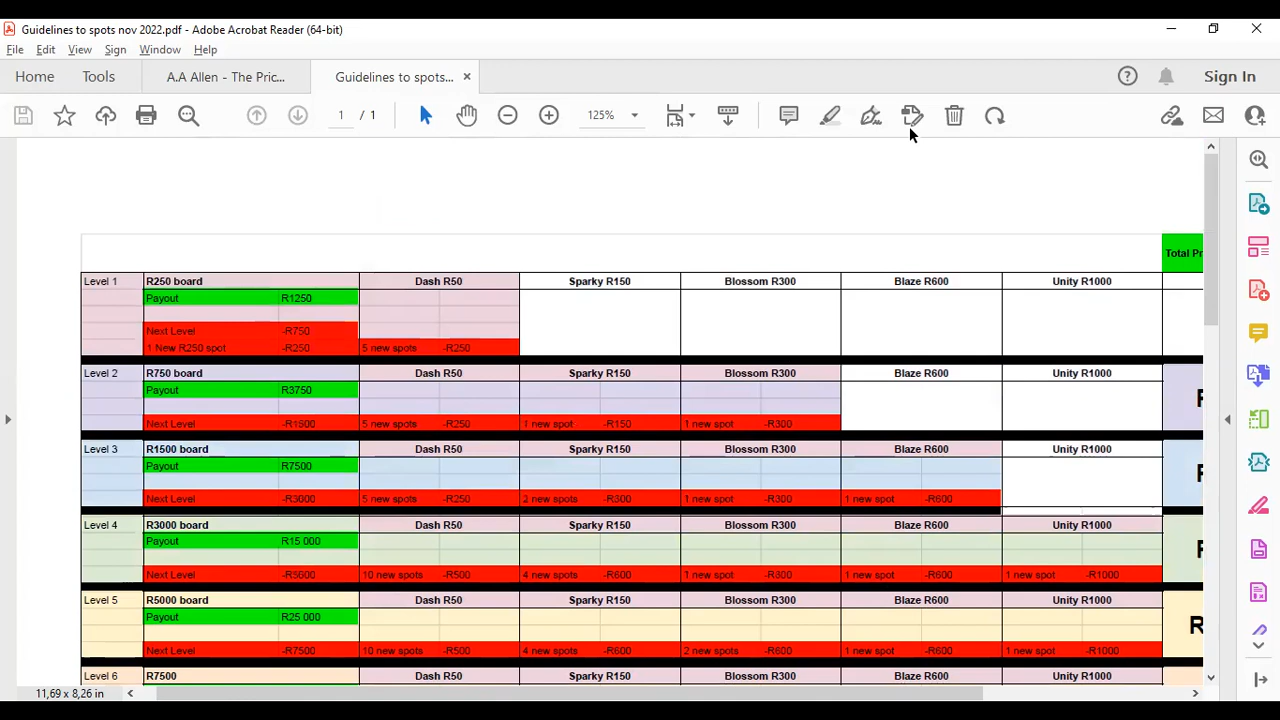 Guidelines to spots nov 2022.pdf - Adobe Acrobat Reader (64-bit)
File Edit View Sign Window Help
Home Tools A.A Allen - The Pric... Guidelines to spots... × Sign In
1 / 1 125%
Total Pr
Level 1 R250 board Dash R50 Sparky R150 Blossom R300 Blaze R600 Unity R1000
Payout R1250
Next Level -R750
1 New R250 spot -R250 5 new spots -R250
Level 2 R750 board Dash R50 Sparky R150 Blossom R300 Blaze R600 Unity R1000
Payout R3750
Next Level -R1500 5 new spots -R250 1 new spot -R150 1 new spot -R300
Level 3 R1500 board Dash R50 Sparky R150 Blossom R300 Blaze R600 Unity R1000
Payout R7500
Next Level -R3000 5 new spots -R250 2 new spots -R300 1 new spot -R300 1 new spot -R600
Level 4 R3000 board Dash R50 Sparky R150 Blossom R300 Blaze R600 Unity R1000
Payout R15 000
Next Level 10 new spots -R500 4 new spots -R600 1 new spot -R300 1 new spot -R600 1 new spot -R1000
Level 5 R5000 board Dash R50 Sparky R150 Blossom R300 Blaze R600 Unity R1000
Payout R25 000
R
Next Level -R7500 10 new spots -R500 4 new spots -R600 2 new spots -R600 1 new spot -R600 1 new spot -R1000
Level 6 R7500 Dash R50 Sparky R150 Blossom R300 Blaze R600 Unity R1000
11,69 x 8,26 in